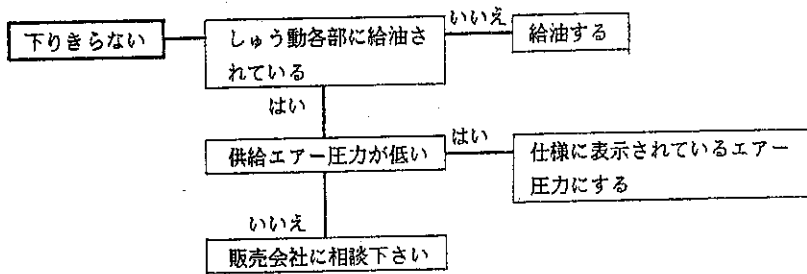 下りきらない
しゅう動各部に給油さ
れている
いいえ
給油する
はい
供給エアー圧力が低い
はい
仕様に表示されているエアー
圧力にする
いいえ
販売会社に相談下さい